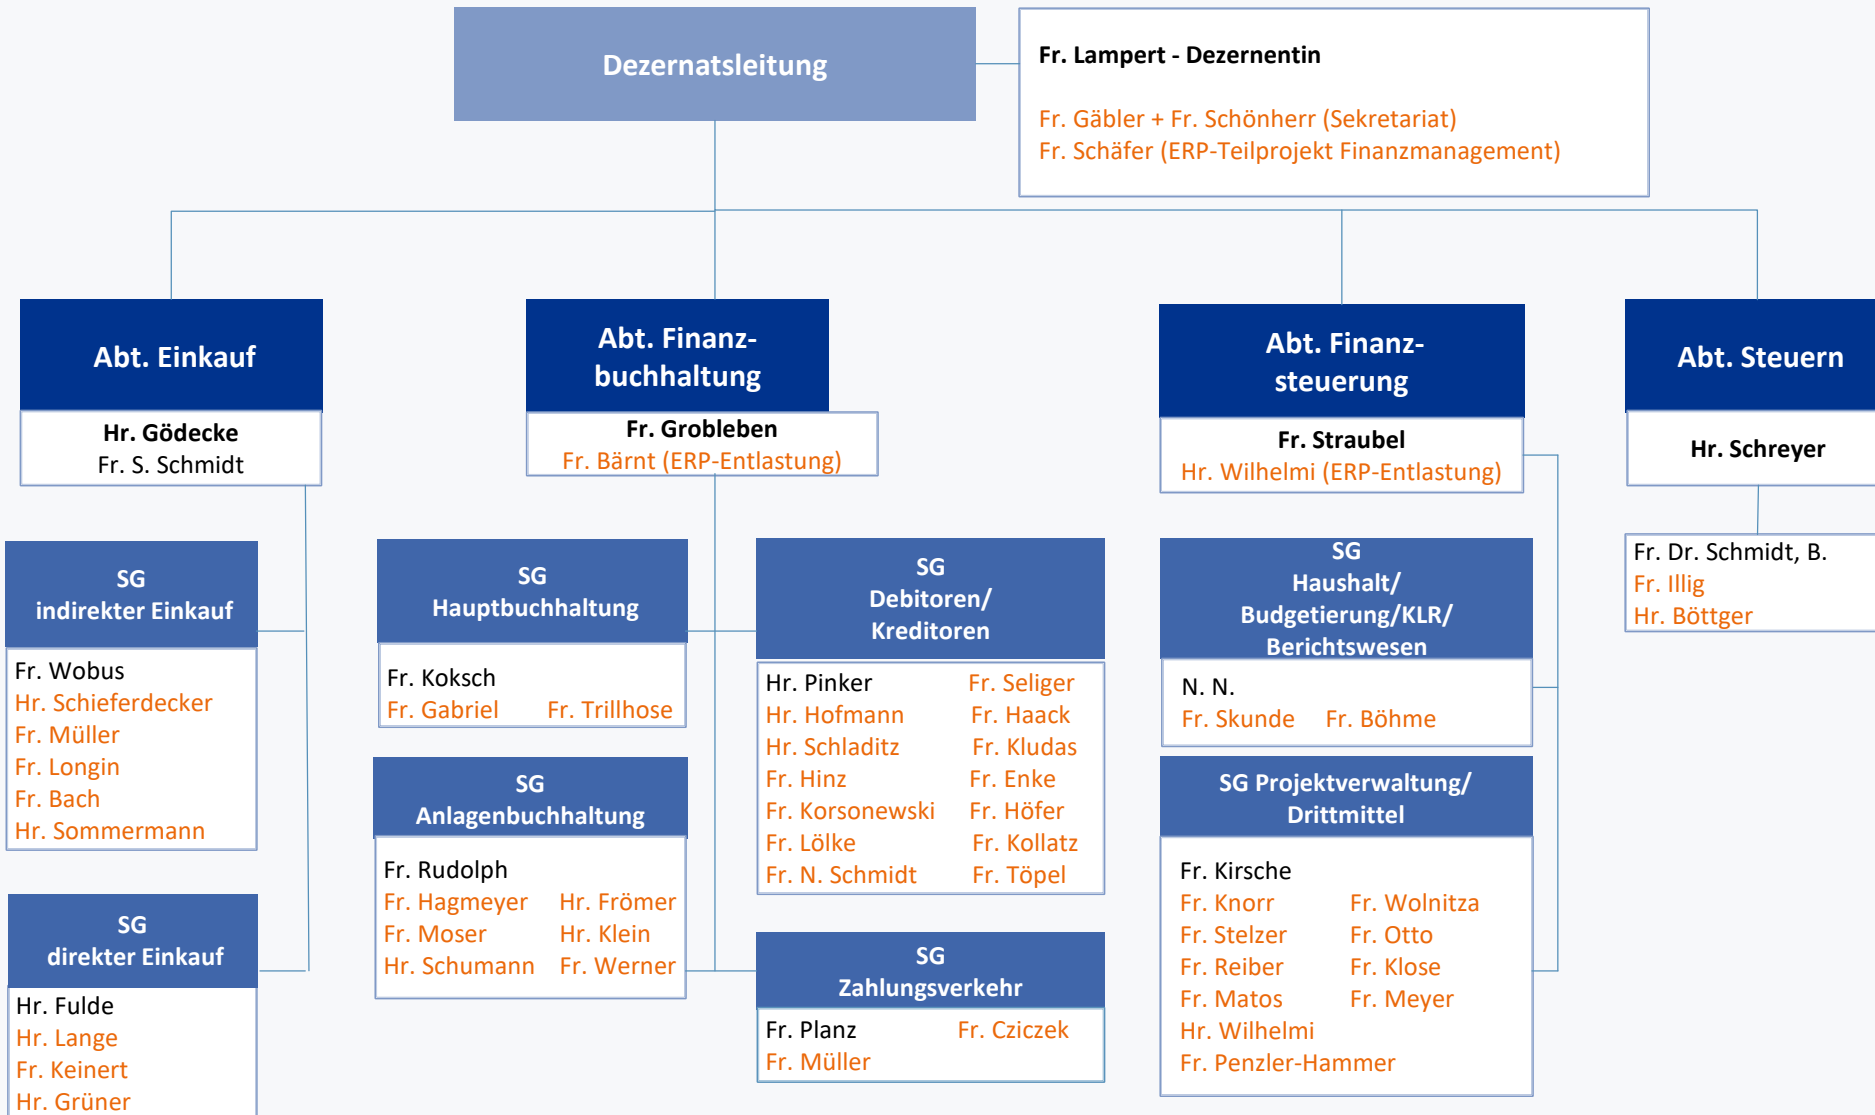 Dezernatsleitung
Fr. Lampert - Dezernentin
Fr. Gäbler + Fr. Schönherr (Sekretariat)
Fr. Schäfer (ERP-Teilprojekt Finanzmanagement)
Abt. Einkauf
Hr. Gödecke
Fr. S. Schmidt
SG
indirekter Einkauf
Fr. Wobus
Hr. Schieferdecker
Fr. Müller
Fr. Longin
Fr. Bach
Hr. Sommermann
SG
direkter Einkauf
Hr. Fulde
Hr. Lange
Fr. Keinert
Hr. Grüner
Abt. Finanz-
buchhaltung
Fr. Grobleben
Fr. Bärnt (ERP-Entlastung)
SG
Hauptbuchhaltung
Fr. Koksch
Fr. Gabriel Fr. Trillhose
SG
Anlagenbuchhaltung
Fr. Rudolph
Fr. Hagmeyer Hr. Frömer
Fr. Moser Hr. Klein
Hr. Schumann Fr. Werner
SG
Debitoren/
Kreditoren
Hr. Pinker Fr. Seliger
Hr. Hofmann Fr. Haack
Hr. Schladitz Fr. Kludas
Fr. Hinz Fr. Enke
Fr. Korsonewski Fr. Höfer
Fr. Lölke Fr. Kollatz
Fr. N. Schmidt Fr. Töpel
SG
Zahlungsverkehr
Fr. Planz Fr. Cziczek
Fr. Müller
Abt. Finanz-
steuerung
Fr. Straubel
Hr. Wilhelmi (ERP-Entlastung)
SG
Haushalt/
Budgetierung/KLR/
Berichtswesen
N. N.
Fr. Skunde Fr. Böhme
SG Projektverwaltung/
Drittmittel
Fr. Kirsche
Fr. Knorr Fr. Wolnitza
Fr. Stelzer Fr. Otto
Fr. Reiber Fr. Klose
Fr. Matos Fr. Meyer
Hr. Wilhelmi
Fr. Penzler-Hammer
Abt. Steuern
Hr. Schreyer
Fr. Dr. Schmidt, B.
Fr. Illig
Hr. Böttger